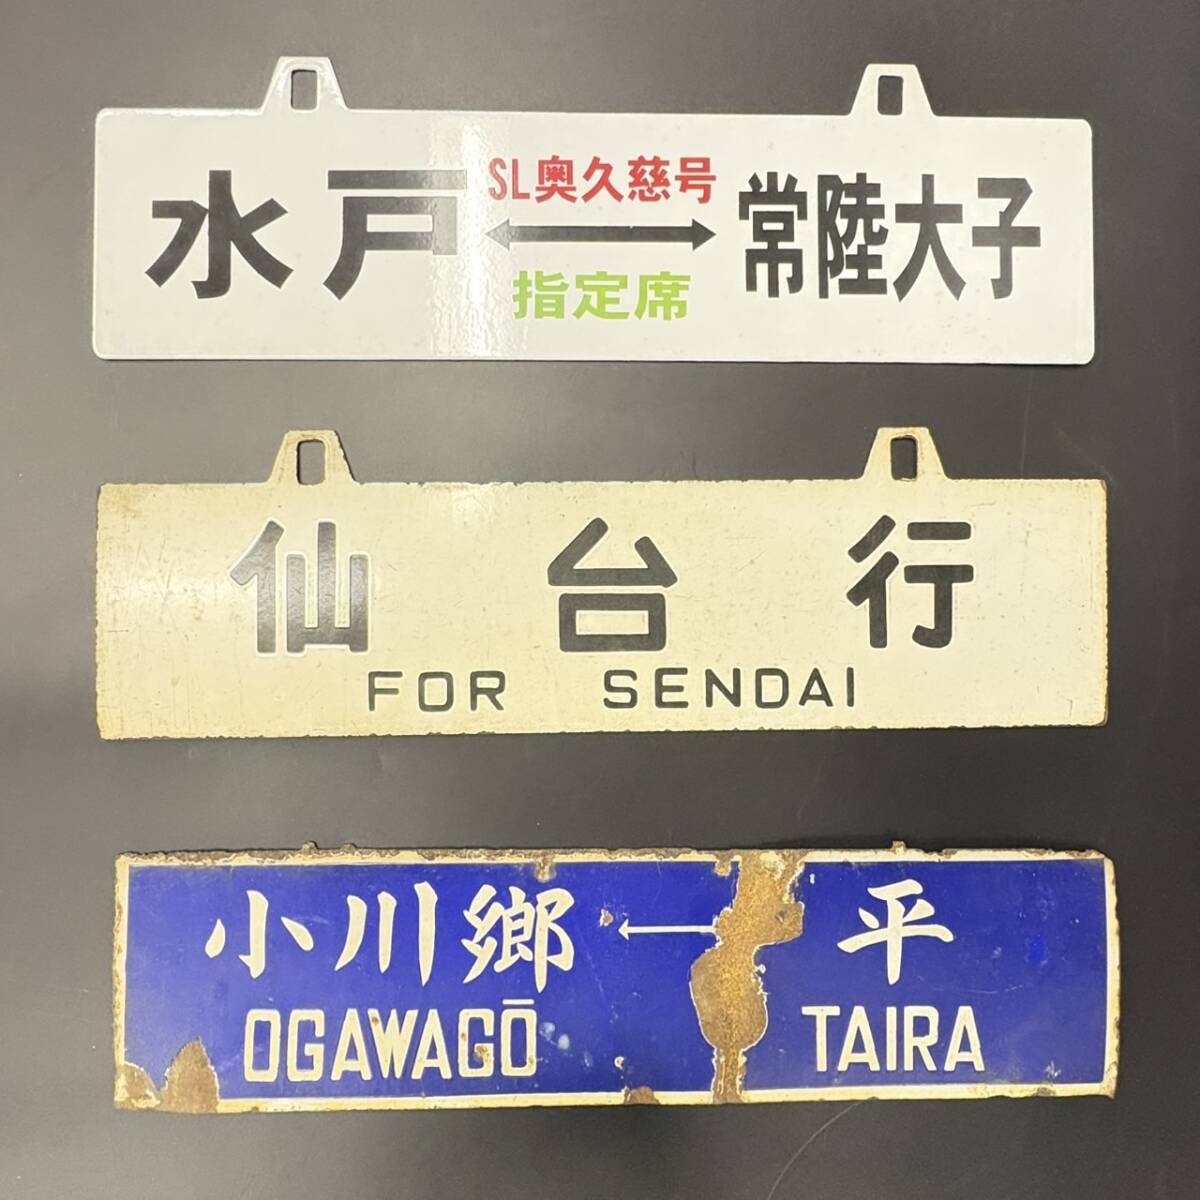 水戸 SL奥久慈号 常陸大子
指定席
仙台行
FOR SENDAI
小川郷 ← 平
OGAWAGŌ TAIRA